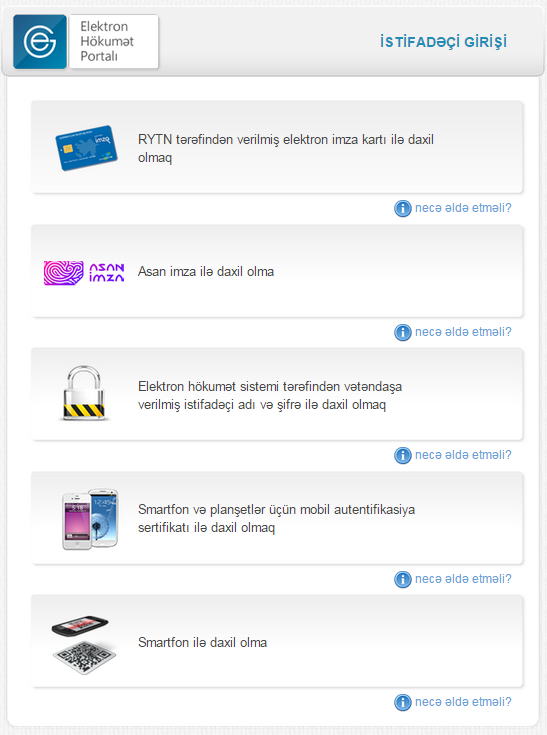 Elektron
Hökumət
Portalı
İSTİFADƏÇİ GİRİŞİ
imza
RYTN tərəfindən verilmiş elektron imza kartı ilə daxil
olmaq
necə əldə etməli?
ASAN
İMZA
Asan imza ilə daxil olma
necə əldə etməli?
Elektron hökumət sistemi tərəfindən vətəndaşa
verilmiş istifadəçi adı və şifrə ilə daxil olmaq
necə əldə etməli?
12:45
Smartfon və planşetlər üçün mobil autentifikasiya
sertifikatı ilə daxil olmaq
necə əldə etməli?
Smartfon ilə daxil olma
necə əldə etməli?